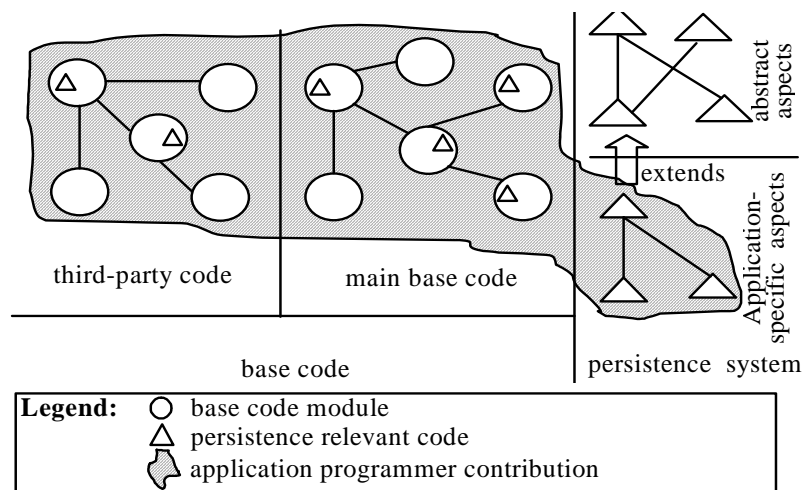 abstract aspects
extends
Application-
specific aspects
third-party code
main base code
base code
persistence system
Legend:
base code module
persistence relevant code
application programmer contribution